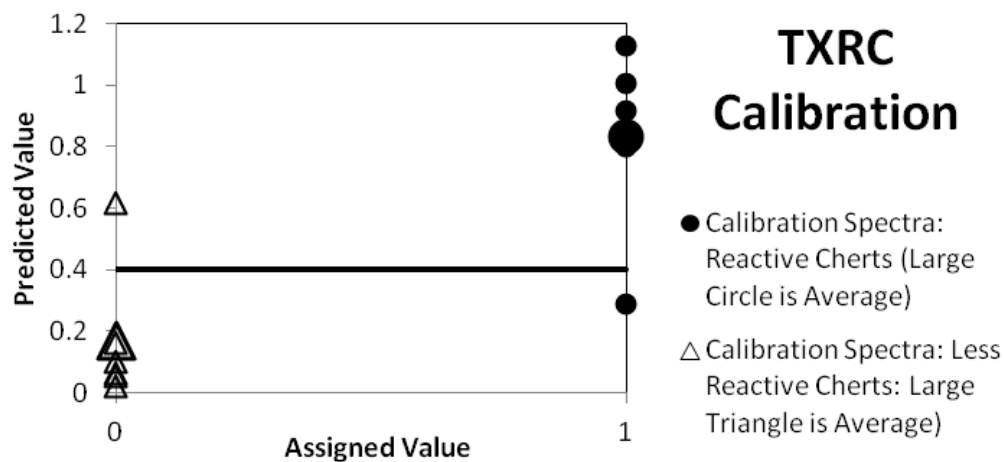 1.2
1
0.8
0.6
0.4
0.2
0
Predicted Value
0
1
Assigned Value
TXRC
Calibration
Calibration Spectra:
Reactive Cherts (Large
Circle is Average)
Calibration Spectra: Less
Reactive Cherts: Large
Triangle is Average)